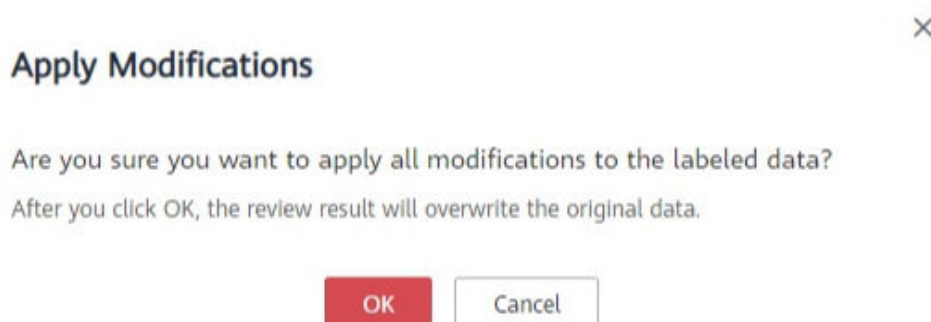 Apply Modifications
Are you sure you want to apply all modifications to the labeled data?
After you click OK, the review result will overwrite the original data.
OK Cancel